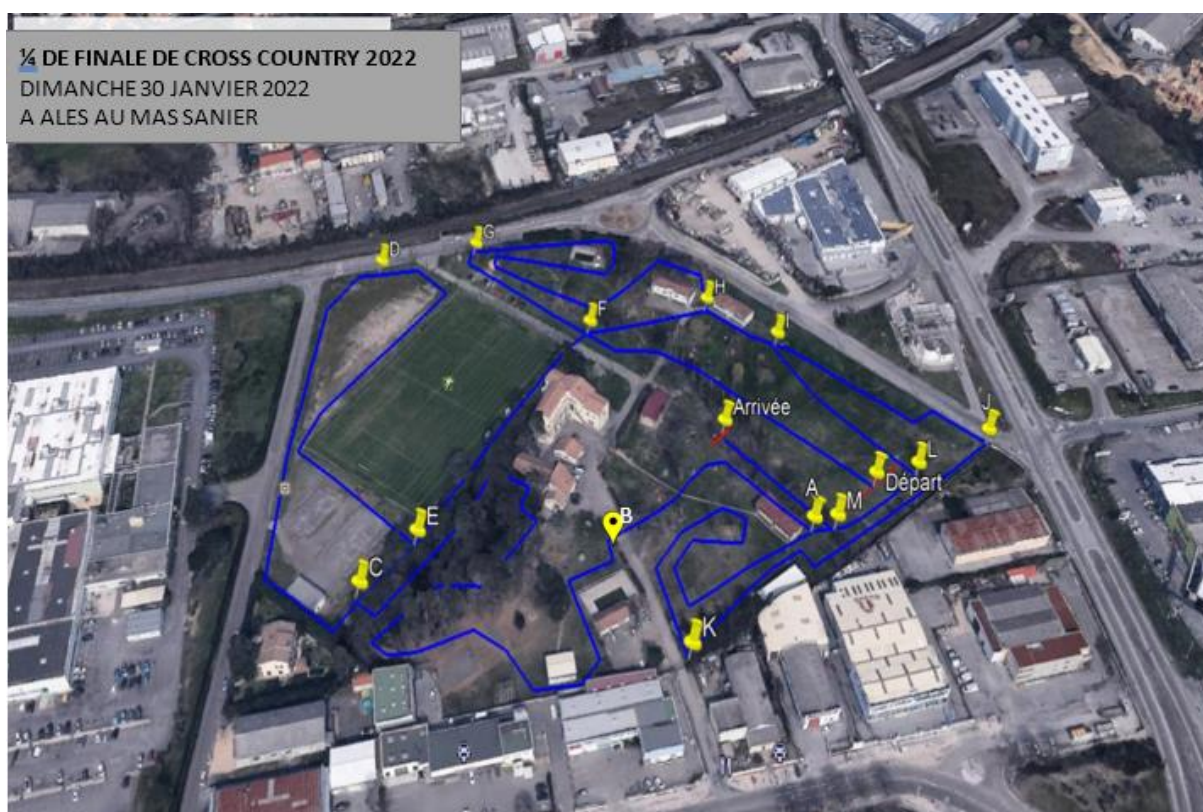 ¼ DE FINALE DE CROSS COUNTRY 2022
DIMANCHE 30 JANVIER 2022
A ALES AU MAS SANIER
G
D
H
F
I
Arrivée
J
L
Départ
A
M
B
E
C
K